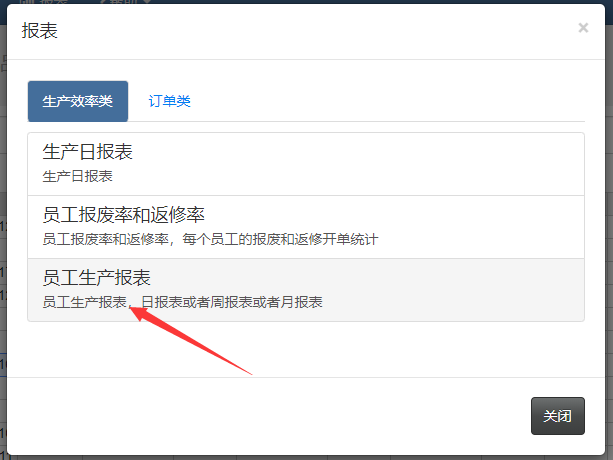 报表
×
生产效率类
订单类
生产日报表
生产日报表
员工报废率和返修率
员工报废率和返修率，每个员工的报废和返修开单统计
员工生产报表
员工生产报表，日报表或者周报表或者月报表
关闭